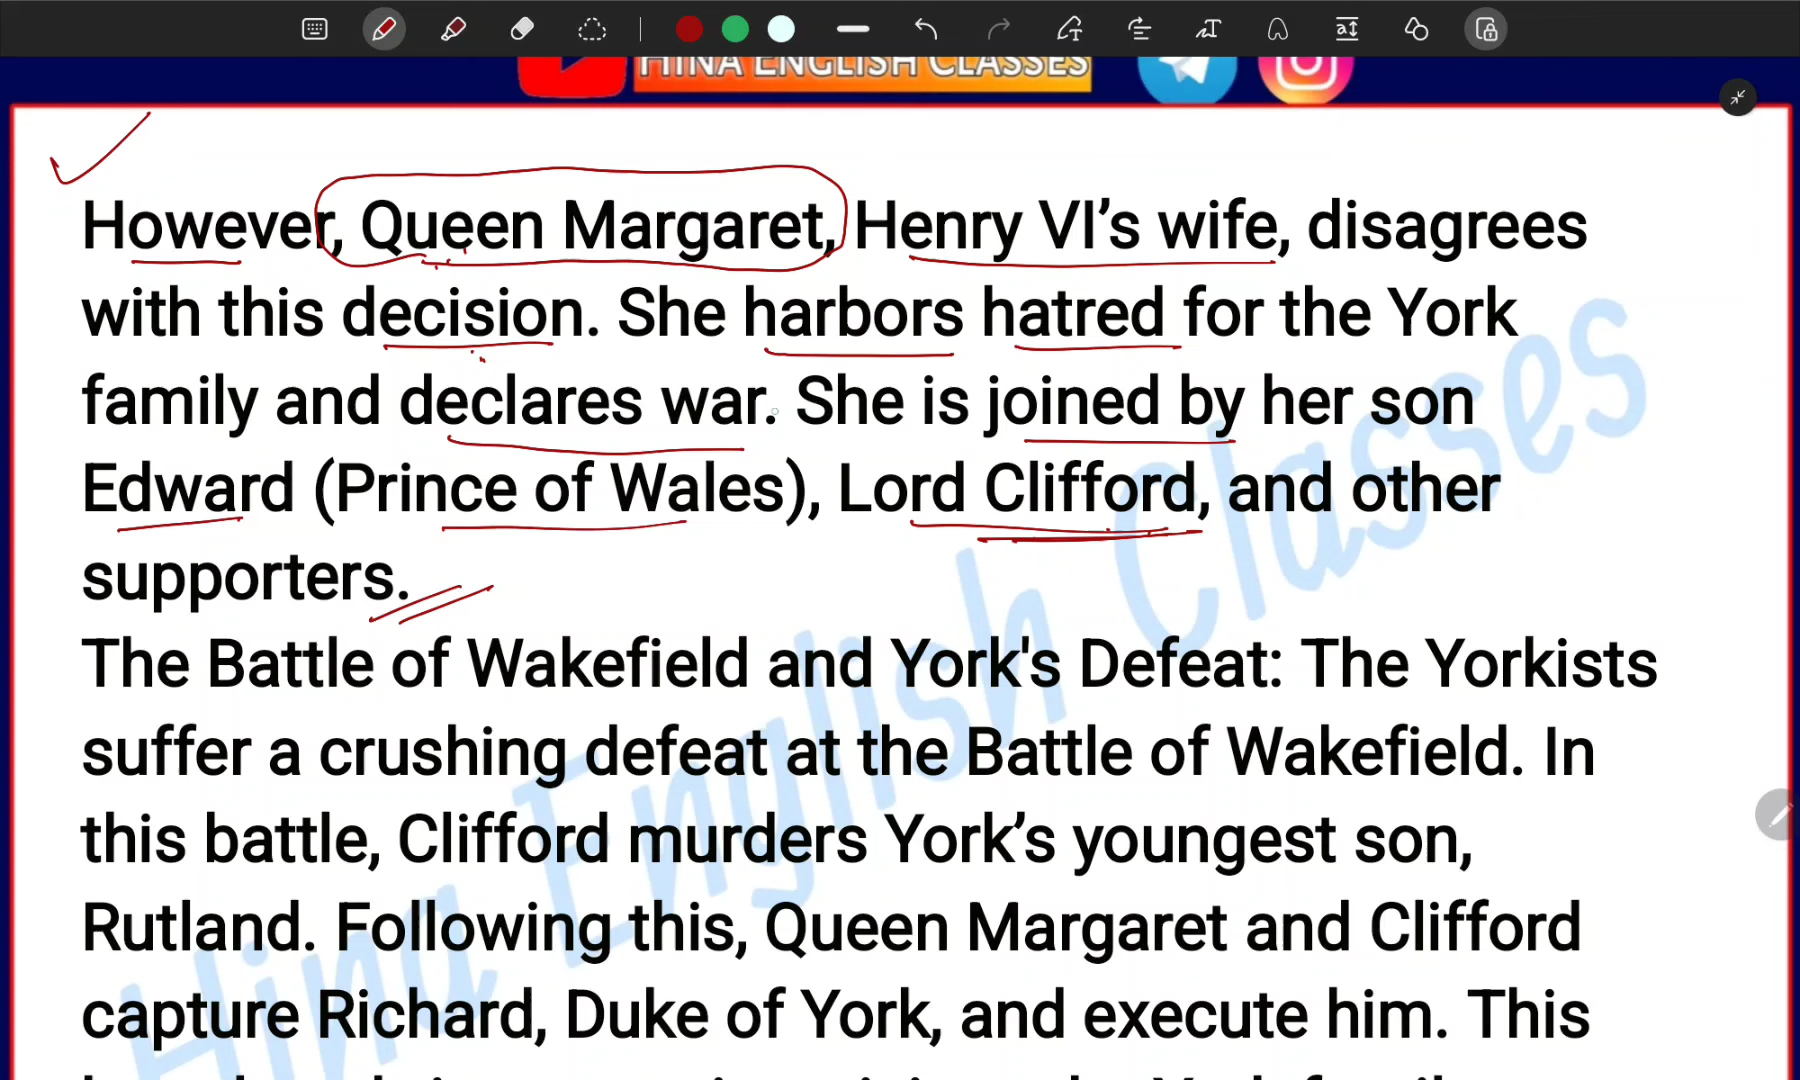 HINA ENGLISH CLASSES
However, Queen Margaret, Henry VI’s wife, disagrees
with this decision. She harbors hatred for the York
family and declares war. She is joined by her son
Edward (Prince of Wales), Lord Clifford, and other
supporters.
The Battle of Wakefield and York's Defeat: The Yorkists
suffer a crushing defeat at the Battle of Wakefield. In
this battle, Clifford murders York’s youngest son,
Rutland. Following this, Queen Margaret and Clifford
capture Richard, Duke of York, and execute him. This
Hina English Classes